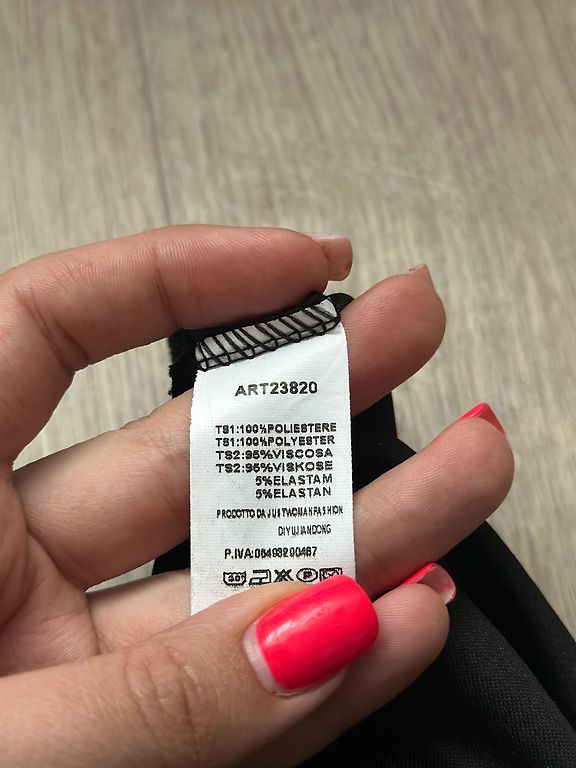 ART23820
TS1:100%POLIESTERE
TS1:100%POLYESTER
TS2:95%VISCOSA
TS2:95%VISKOSE
5%ELASTAM
5%ELASTAN
PRODOTTO DA JUSTWOMAN FASHION
DI YUJIANDONG
P.IVA:06493200487
30
P